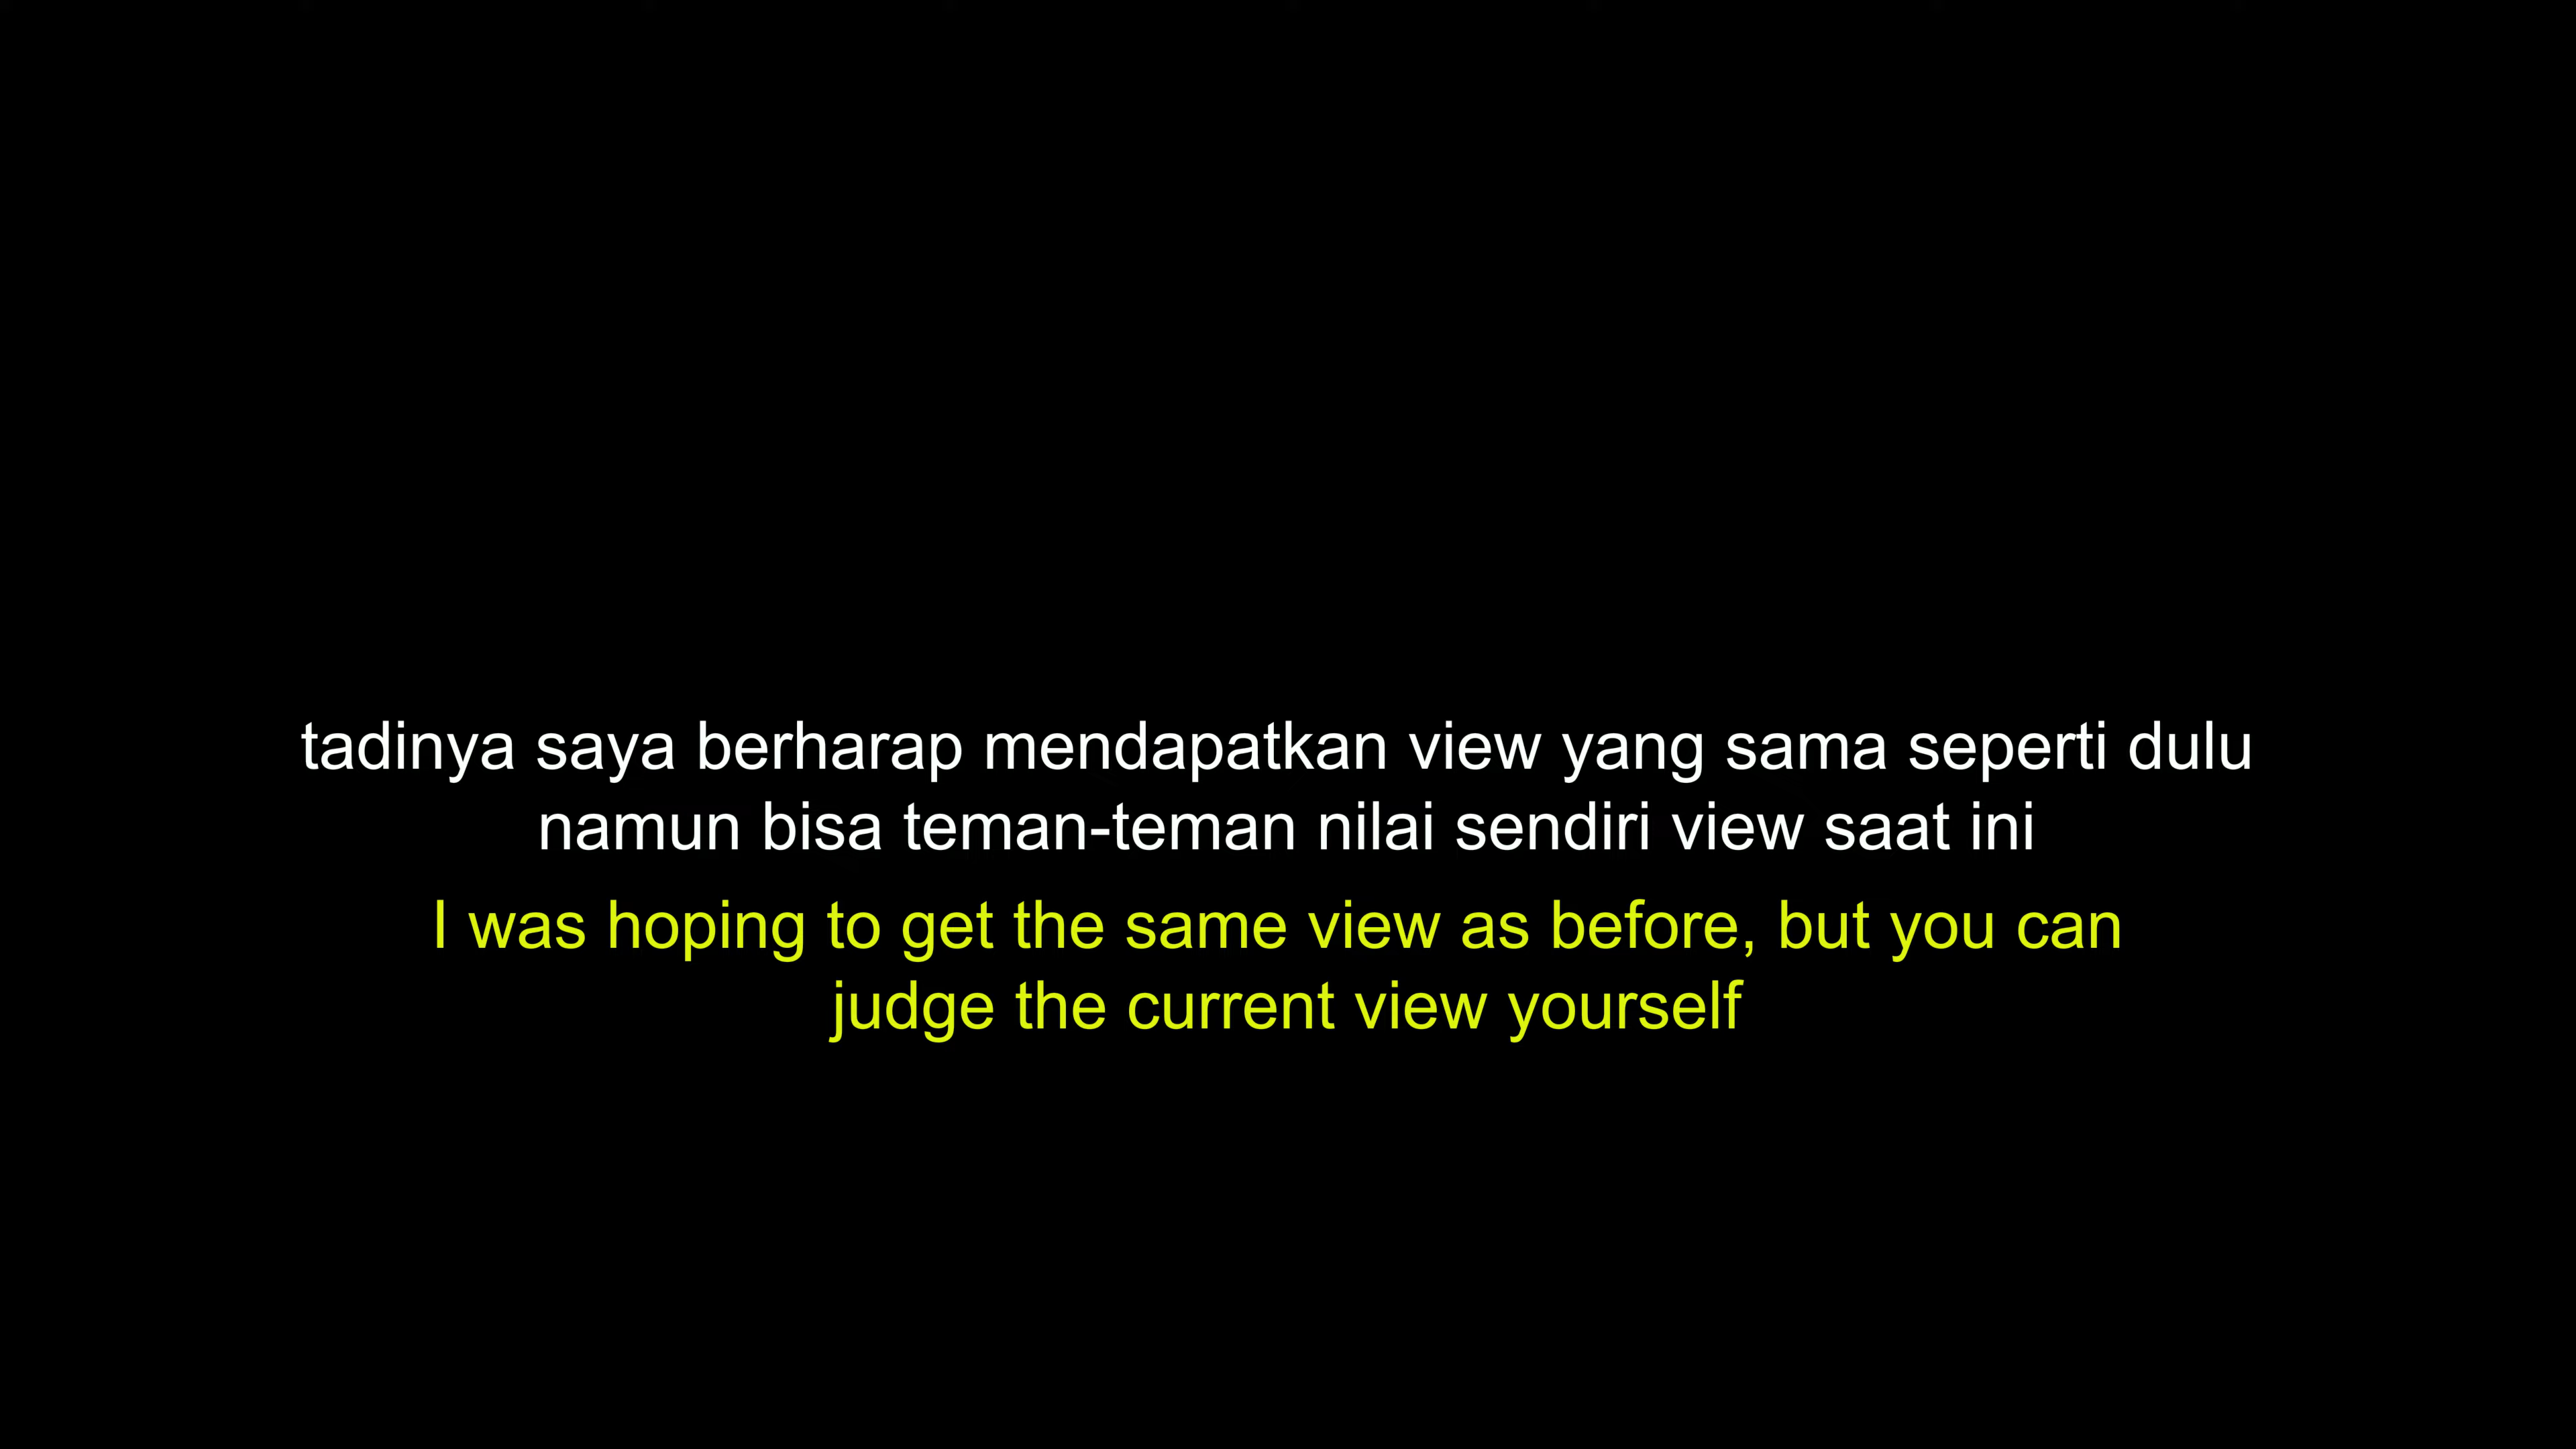 tadinya saya berharap mendapatkan view yang sama seperti dulu
namun bisa teman-teman nilai sendiri view saat ini
I was hoping to get the same view as before, but you can
judge the current view yourself